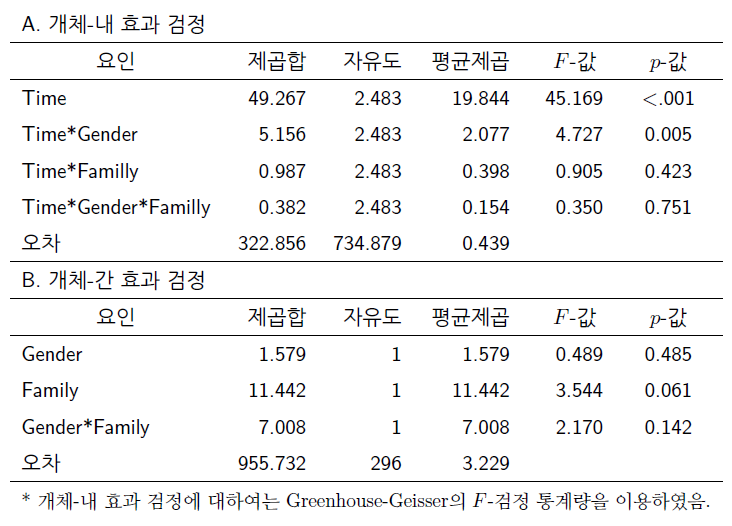 A. 개체-내 효과 검정
요인 제곱합 자유도 평균제곱 F-값 p-값
Time 49.267 2.483 19.844 45.169 <.001
Time*Gender 5.156 2.483 2.077 4.727 0.005
Time*Familly 0.987 2.483 0.398 0.905 0.423
Time*Gender*Familly 0.382 2.483 0.154 0.350 0.751
오차 322.856 734.879 0.439
B. 개체-간 효과 검정
요인 제곱합 자유도 평균제곱 F-값 p-값
Gender 1.579 1 1.579 0.489 0.485
Family 11.442 1 11.442 3.544 0.061
Gender*Family 7.008 1 7.008 2.170 0.142
오차 955.732 296 3.229
* 개체-내 효과 검정에 대하여는 Greenhouse-Geisser의 F-검정 통계량을 이용하였음.